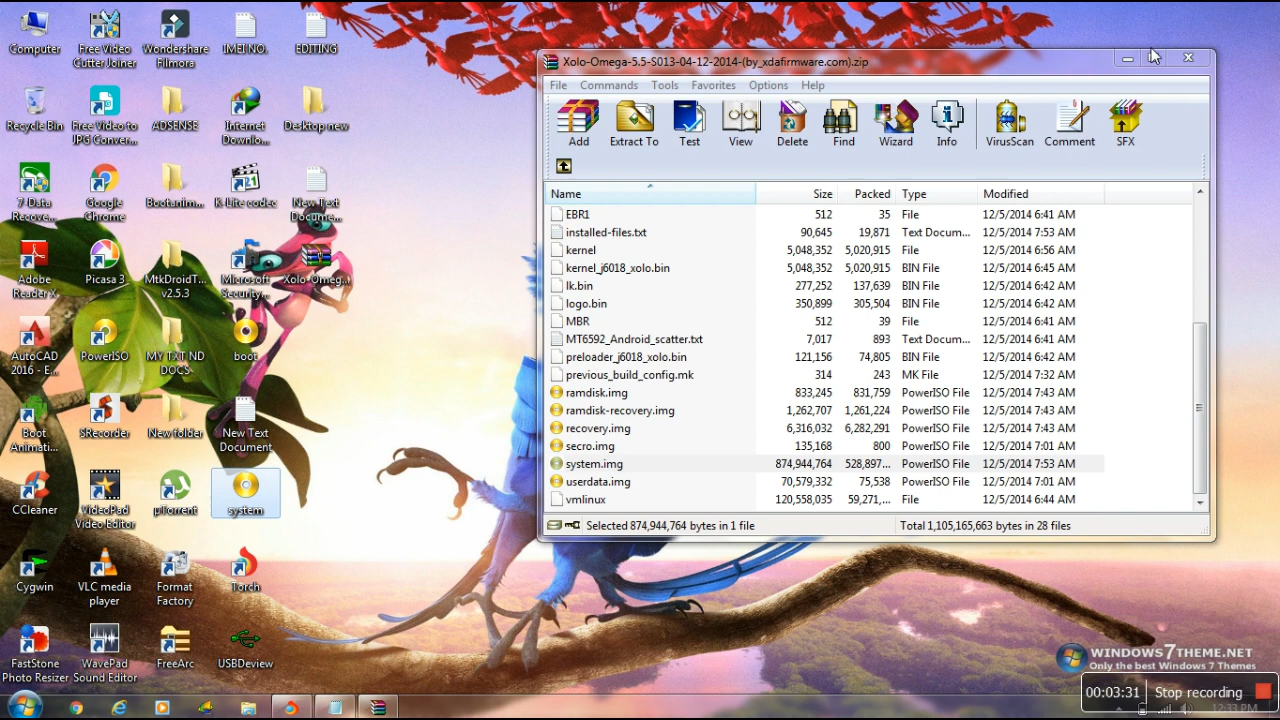 Computer
Free Video
Cutter Joiner
Wondershare
Filmora
IMEI NO.
EDITING
Recycle Bin
Free Video to
JPG Conver...
ADSENSE
Internet
Downlo...
Desktop new
7-Data
Recove...
Google
Chrome
Bootanim...
K-Lite codec
New Text
Docume...
Adobe
Reader X
Picasa 3
MtkDroidT...
v2.5.3
Microsoft
Security...
Xolo-Omeg...
AutoCAD
2016 - E...
PowerISO
MY TXT ND
DOCS
boot
Boot
Animati...
SRecorder
New folder
New Text
Document
CCleaner
VideoPad
Video Editor
µTorrent
system
Cygwin
VLC media
player
Format
Factory
Torch
FastStone
Photo Resizer
WavePad
Sound Editor
FreeArc
USBDeview
Xolo-Omega-5.5-S013-04-12-2014-(by_xdafirmware.com).zip
File Commands Tools Favorites Options Help
Add Extract To Test View Delete Find Wizard Info VirusScan Comment SFX
Name Size Packed Type Modified
EBR1 512 35 File 12/5/2014 6:41 AM
installed-files.txt 90,645 19,871 Text Docum... 12/5/2014 7:53 AM
kernel 5,048,352 5,020,915 File 12/5/2014 6:56 AM
kernel_j6018_xolo.bin 5,048,352 5,020,915 BIN File 12/5/2014 6:45 AM
lk.bin 277,252 137,639 BIN File 12/5/2014 6:42 AM
logo.bin 350,899 305,504 BIN File 12/5/2014 6:42 AM
MBR 512 39 File 12/5/2014 6:41 AM
MT6592_Android_scatter.txt 7,017 893 Text Docum... 12/5/2014 6:41 AM
preloader_j6018_xolo.bin 121,156 74,805 BIN File 12/5/2014 6:42 AM
previous_build_config.mk 314 243 MK File 12/5/2014 7:32 AM
ramdisk.img 833,245 831,759 PowerISO File 12/5/2014 7:43 AM
ramdisk-recovery.img 1,262,707 1,261,224 PowerISO File 12/5/2014 7:43 AM
recovery.img 6,316,032 6,282,291 PowerISO File 12/5/2014 7:43 AM
secro.img 135,168 800 PowerISO File 12/5/2014 7:01 AM
system.img 874,944,764 528,897... PowerISO File 12/5/2014 7:53 AM
userdata.img 70,579,332 75,538 PowerISO File 12/5/2014 7:01 AM
vmlinux 120,558,035 59,271,... File 12/5/2014 6:44 AM
Selected 874,944,764 bytes in 1 file Total 1,105,165,663 bytes in 28 files
WINDOWS7THEME.NET
Only the best Windows 7 Themes
00:03:31 Stop recording
12:33 PM